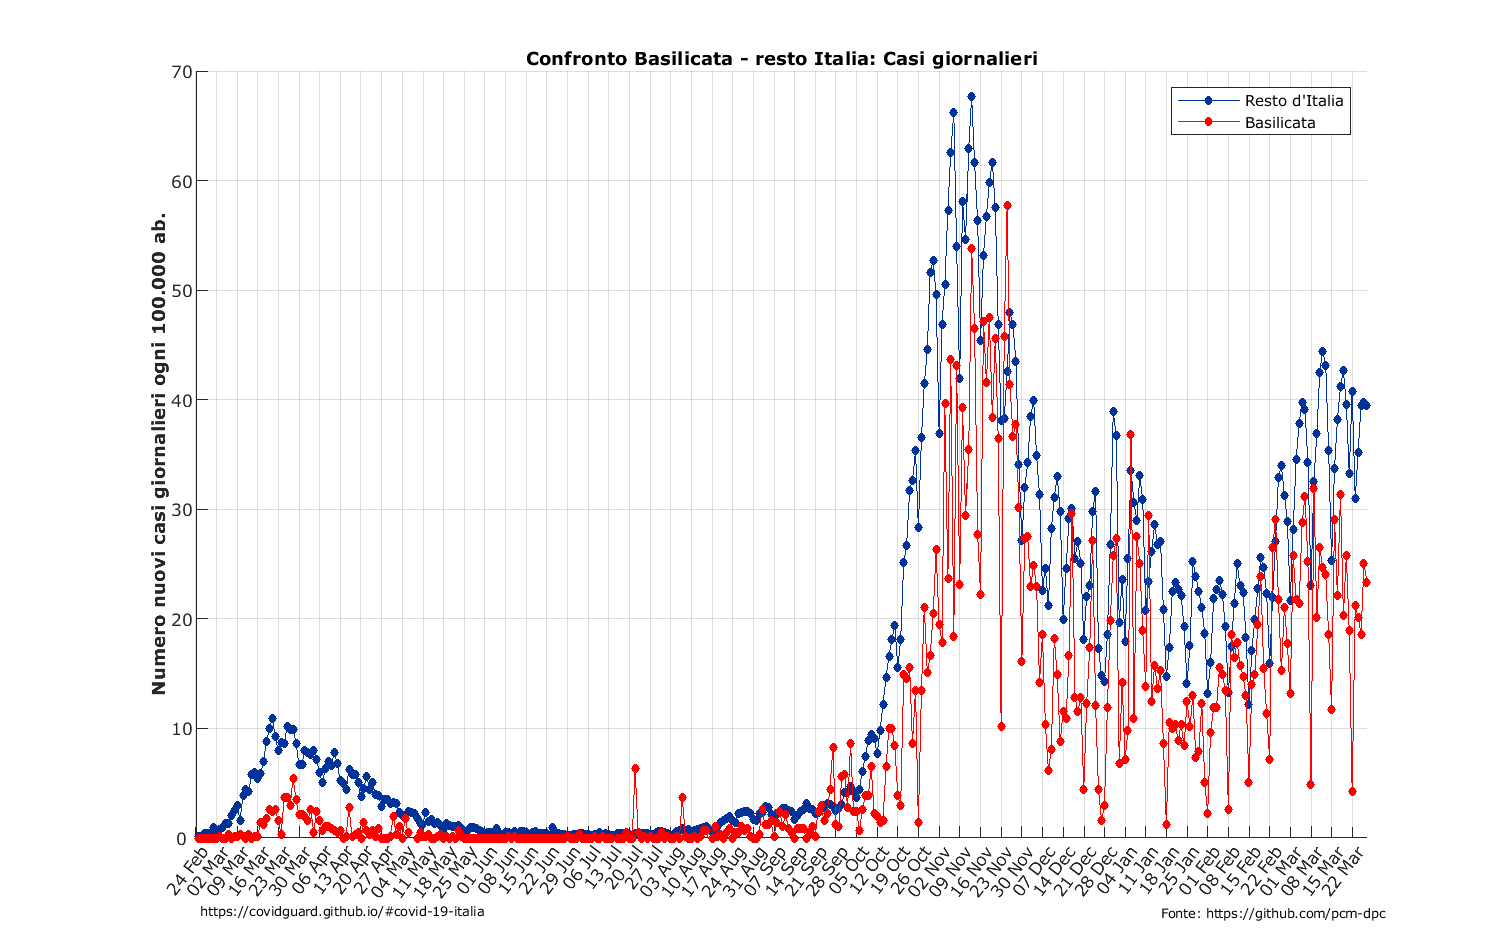 Confronto Basilicata - resto Italia: Casi giornalieri
Resto d'Italia
Basilicata
Numero nuovi casi giornalieri ogni 100.000 ab.
70
60
50
40
30
20
10
0
24 Feb
02 Mar
09 Mar
16 Mar
23 Mar
30 Mar
06 Apr
13 Apr
20 Apr
27 Apr
04 May
11 May
18 May
25 May
01 Jun
08 Jun
15 Jun
22 Jun
29 Jun
06 Jul
13 Jul
20 Jul
27 Jul
03 Aug
10 Aug
17 Aug
24 Aug
31 Aug
07 Sep
14 Sep
21 Sep
28 Sep
05 Oct
12 Oct
19 Oct
26 Oct
02 Nov
09 Nov
16 Nov
23 Nov
30 Nov
07 Dec
14 Dec
21 Dec
28 Dec
04 Jan
11 Jan
18 Jan
25 Jan
01 Feb
08 Feb
15 Feb
22 Feb
01 Mar
08 Mar
15 Mar
22 Mar
https://covidguard.github.io/#covid-19-italia
Fonte: https://github.com/pcm-dpc